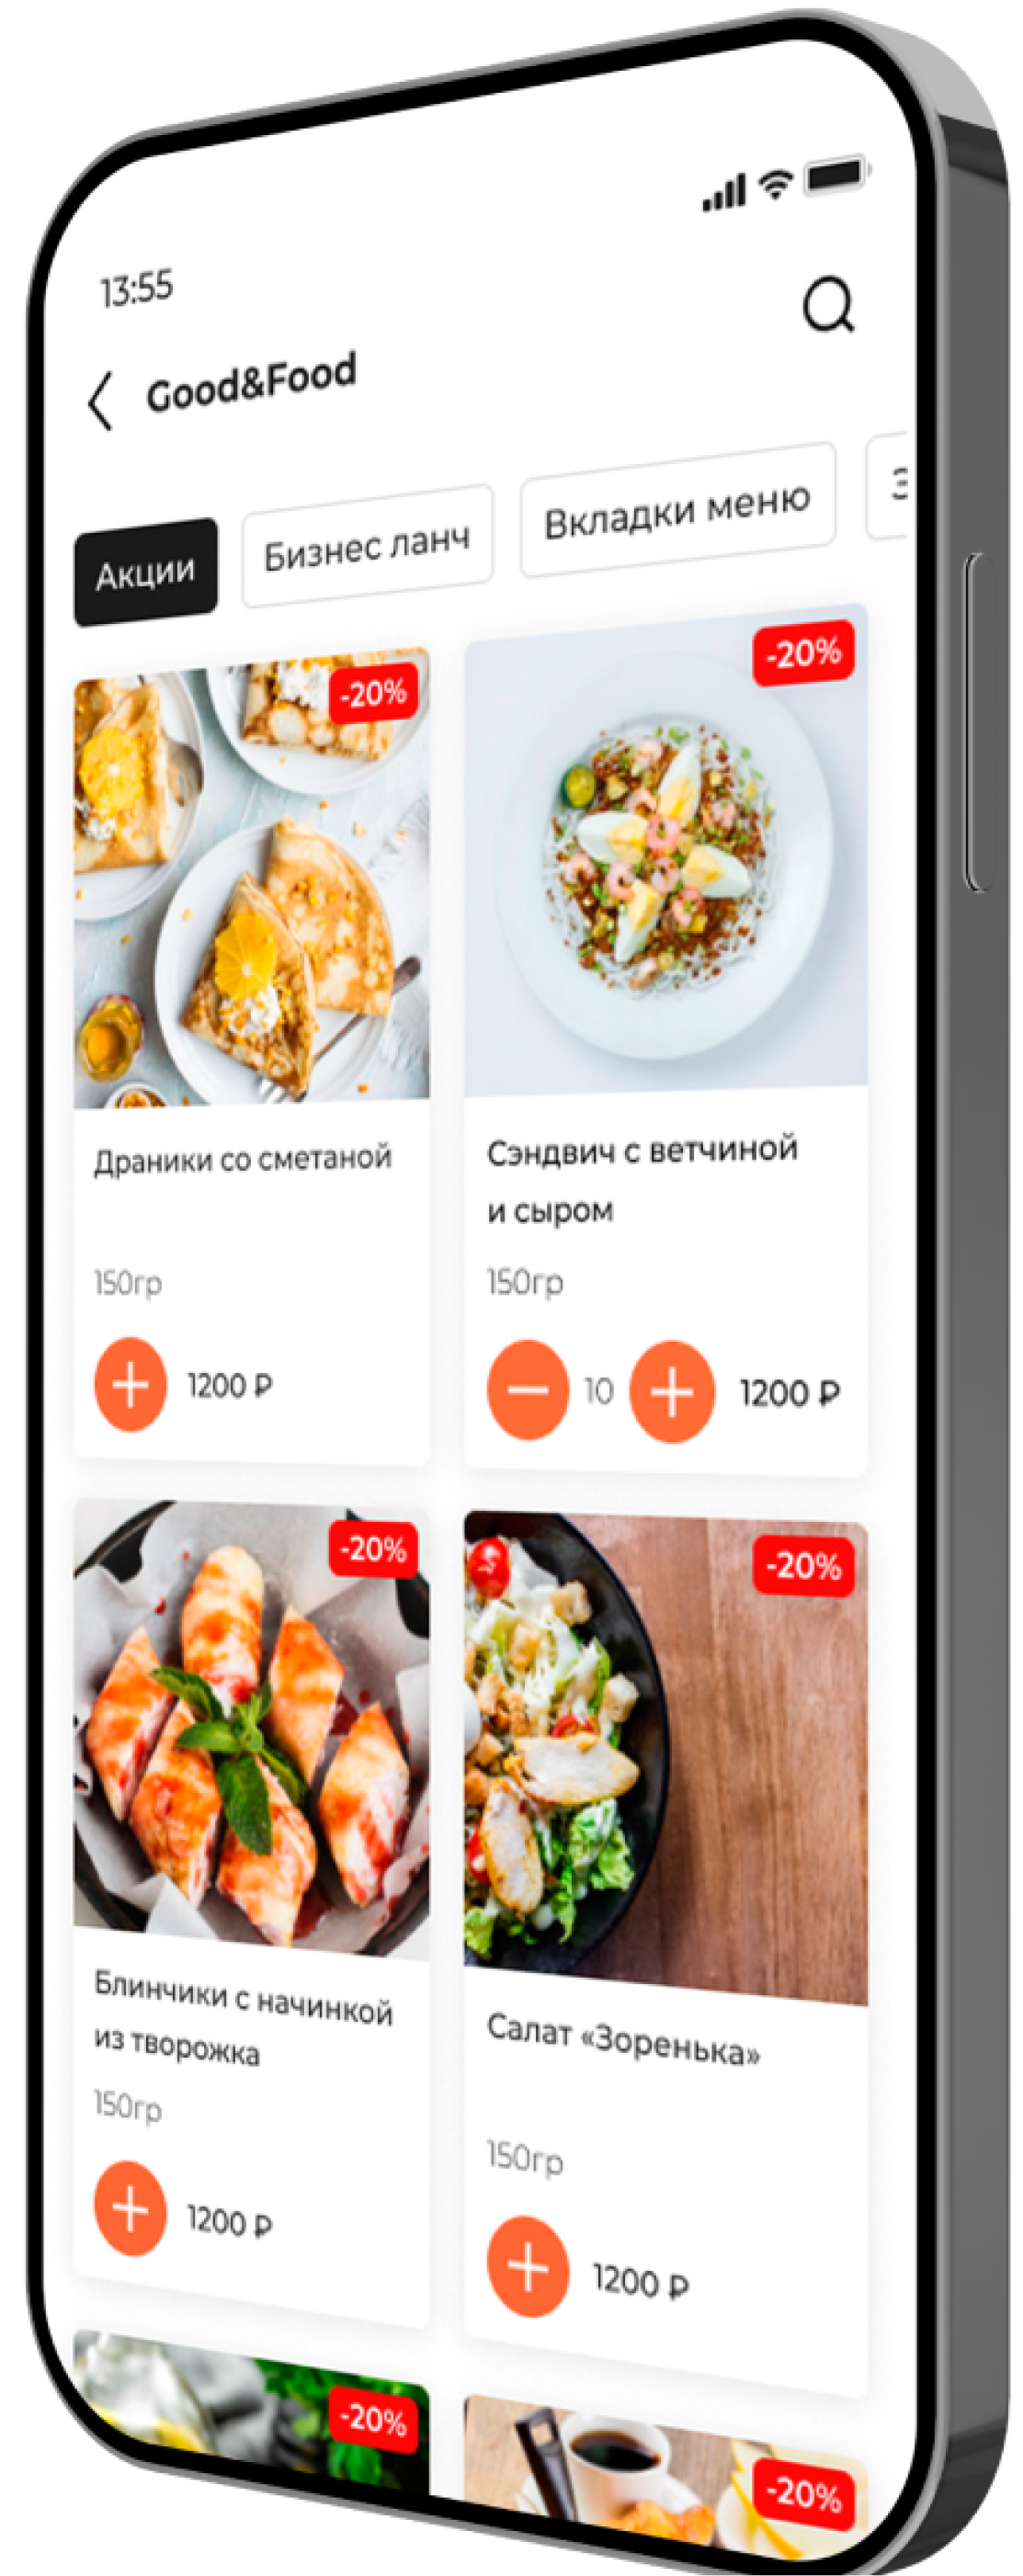 13:55
Good&Food
Акции
Бизнес ланч
Вкладки меню
-20%
-20%
Драники со сметаной
150гр
1200 ₽
Сэндвич с ветчиной
и сыром
150гр
10
1200 ₽
-20%
-20%
Блинчики с начинкой
из творожка
150гр
1200 ₽
Салат «Зоренька»
150гр
1200 ₽
-20%
-20%